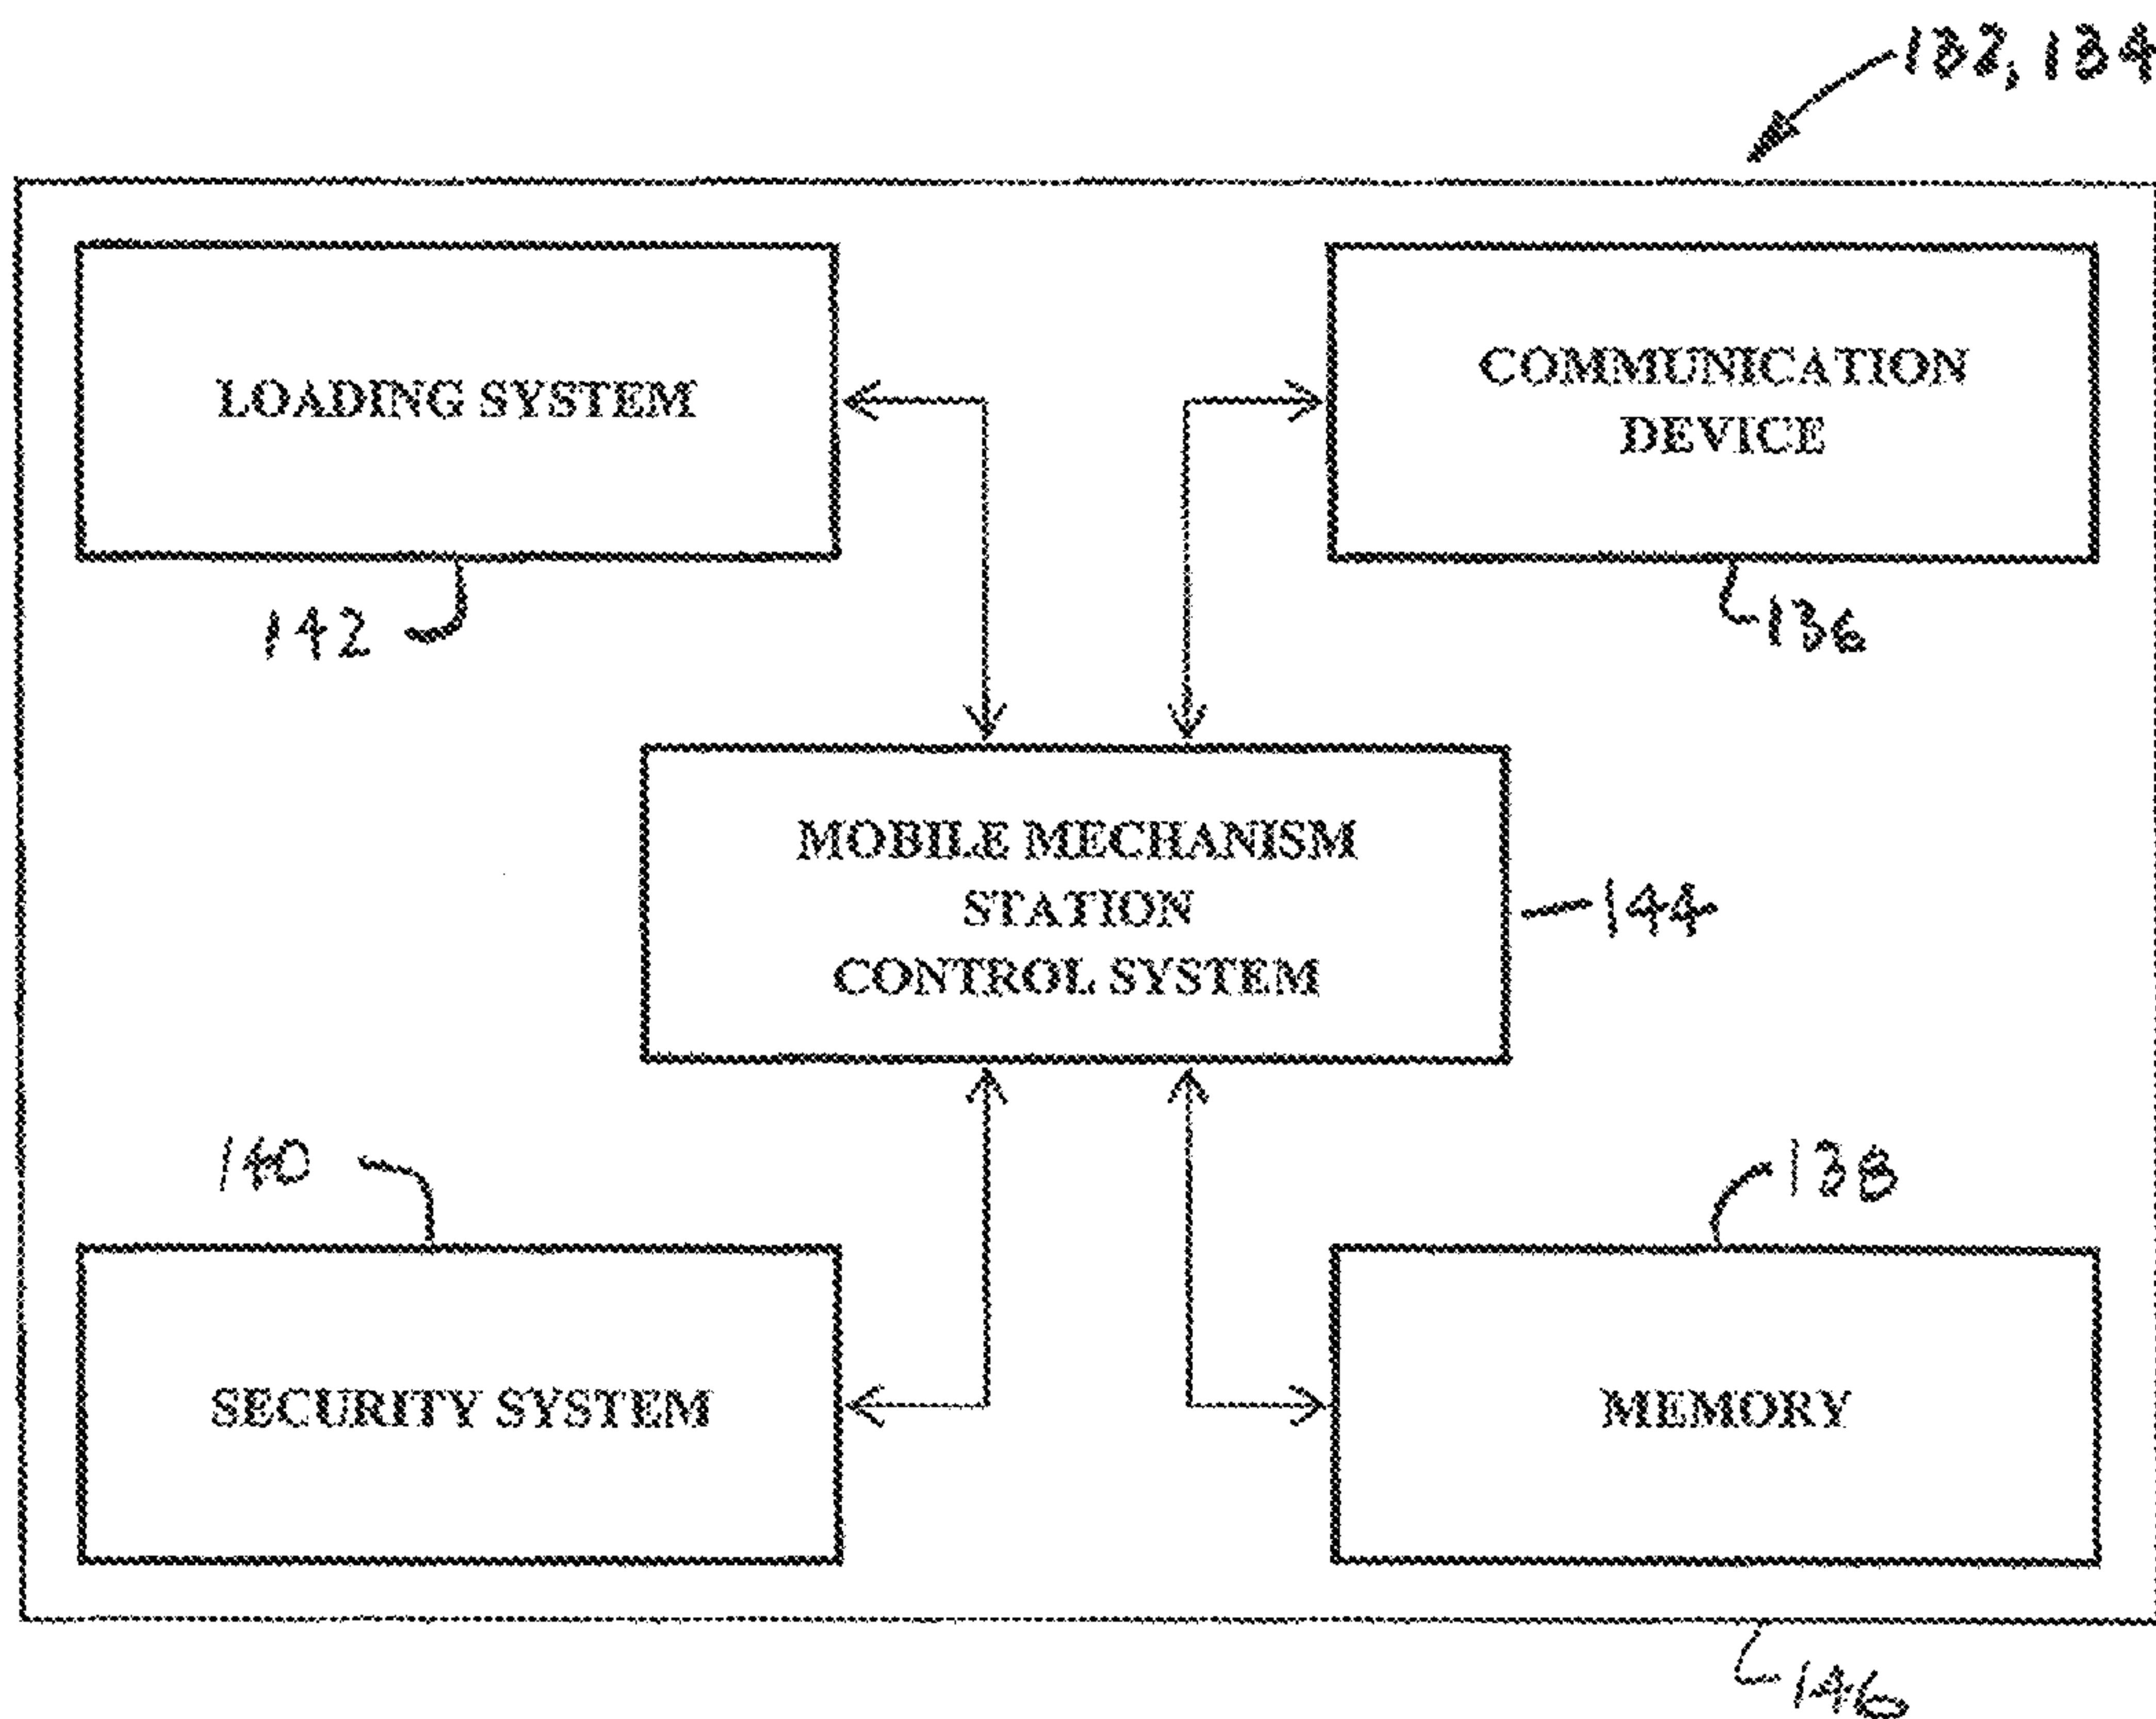 132, 134
LOADING SYSTEM
COMMUNICATION
DEVICE
142
136
MOBILE MECHANISM
STATION
CONTROL SYSTEM
144
140
138
SECURITY SYSTEM
MEMORY
146